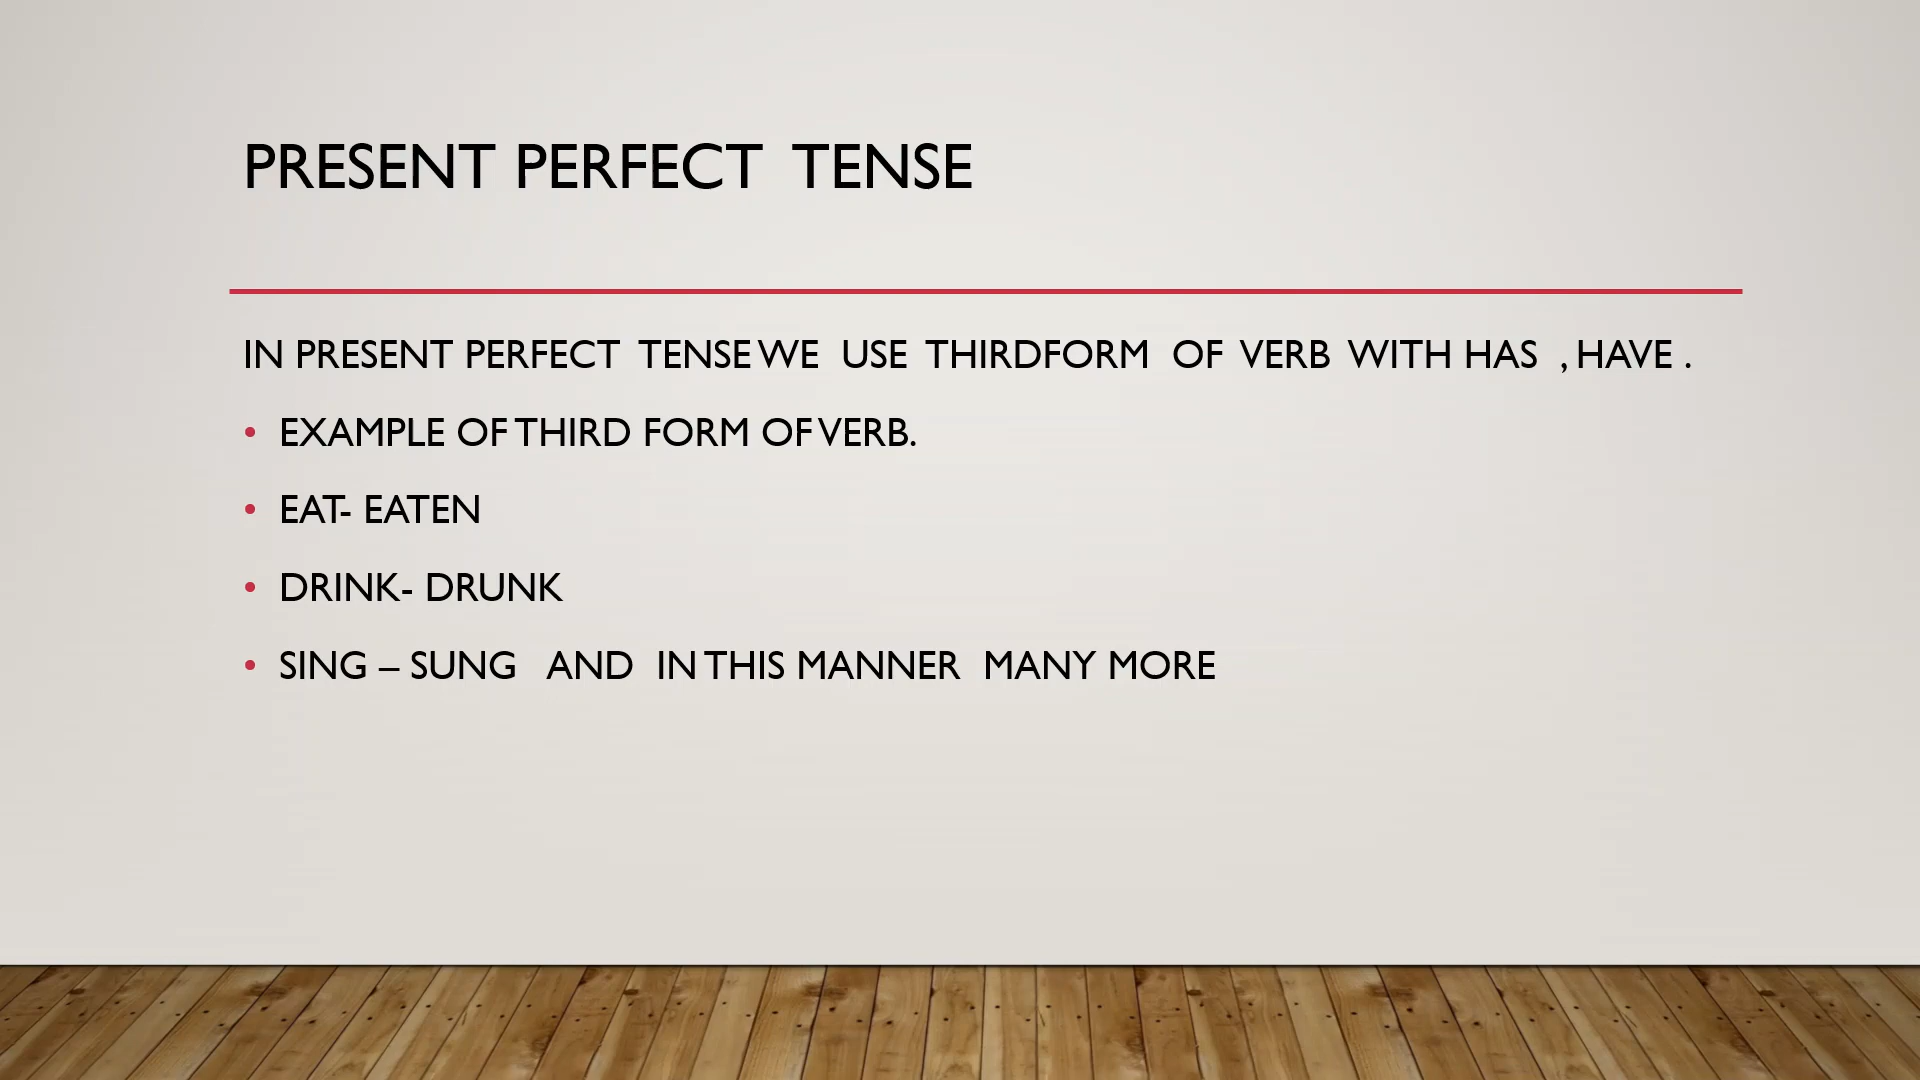 PRESENT PERFECT TENSE
IN PRESENT PERFECT TENSE WE USE THIRDFORM OF VERB WITH HAS , HAVE .
• EXAMPLE OF THIRD FORM OF VERB.
• EAT- EATEN
• DRINK- DRUNK
• SING – SUNG AND IN THIS MANNER MANY MORE